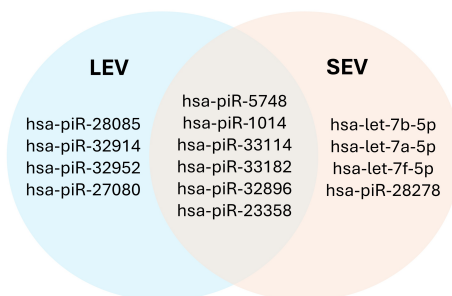 LEV
SEV
hsa-piR-28085
hsa-piR-32914
hsa-piR-32952
hsa-piR-27080
hsa-piR-5748
hsa-piR-1014
hsa-piR-33114
hsa-piR-33182
hsa-piR-32896
hsa-piR-23358
hsa-let-7b-5p
hsa-let-7a-5p
hsa-let-7f-5p
hsa-piR-28278